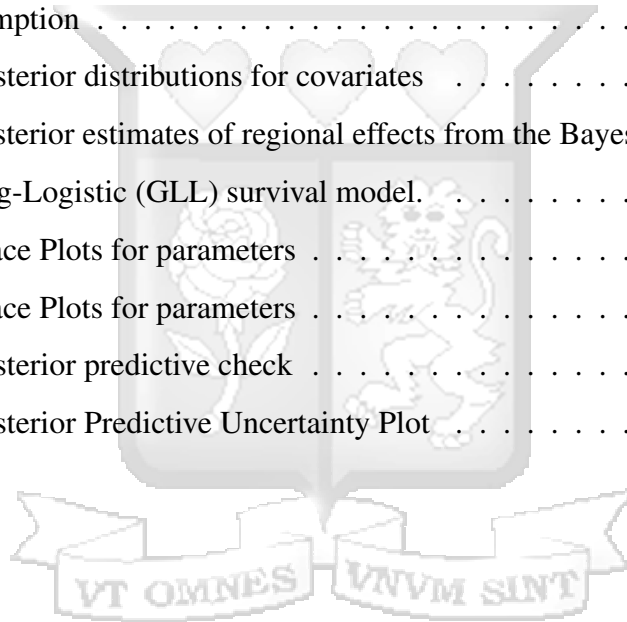 mption . . . . . . . . . . . . . . . . . . . . . . .
sterior distributions for covariates . . . . . . . .
sterior estimates of regional effects from the Bayes
g-Logistic (GLL) survival model. . . . . . . . .
ace Plots for parameters . . . . . . . . . . . . . .
ace Plots for parameters . . . . . . . . . . . . . .
sterior predictive check . . . . . . . . . . . . . . .
sterior Predictive Uncertainty Plot . . . . . . . .
VT OMNES VNVM SINT